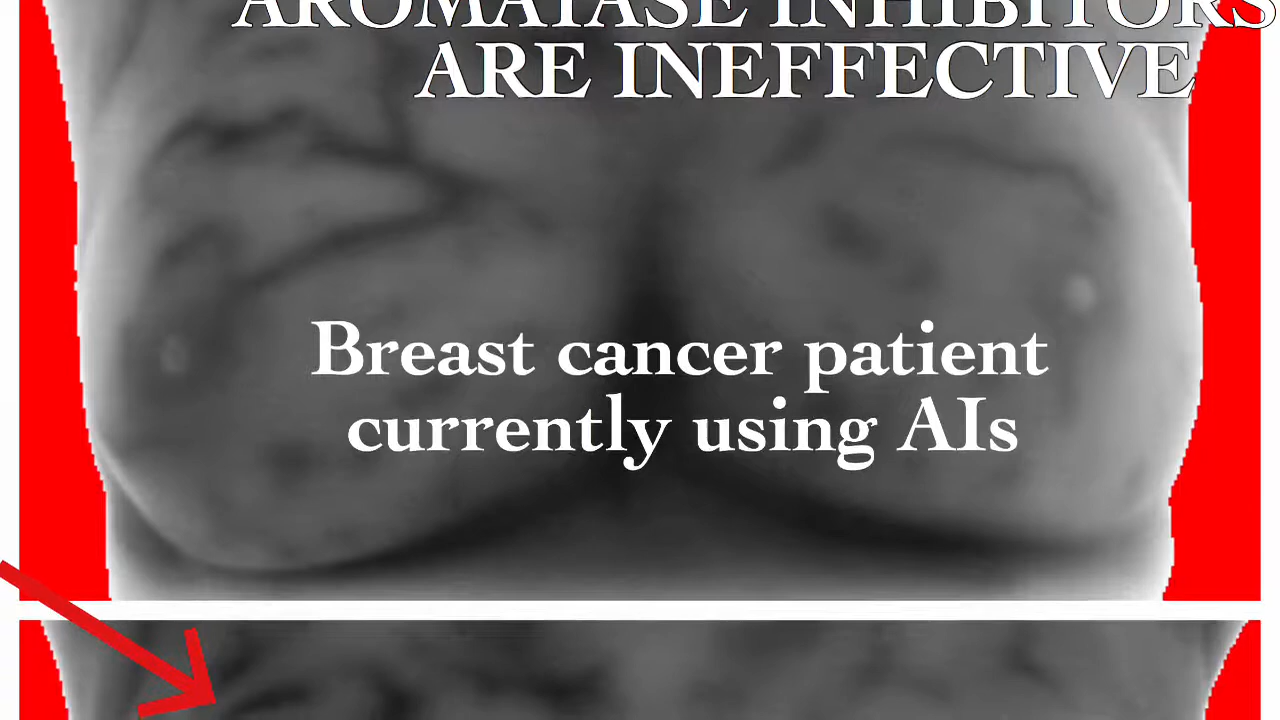 AROMATASE INHIBITORS
ARE INEFFECTIVE
Breast cancer patient
currently using AIs